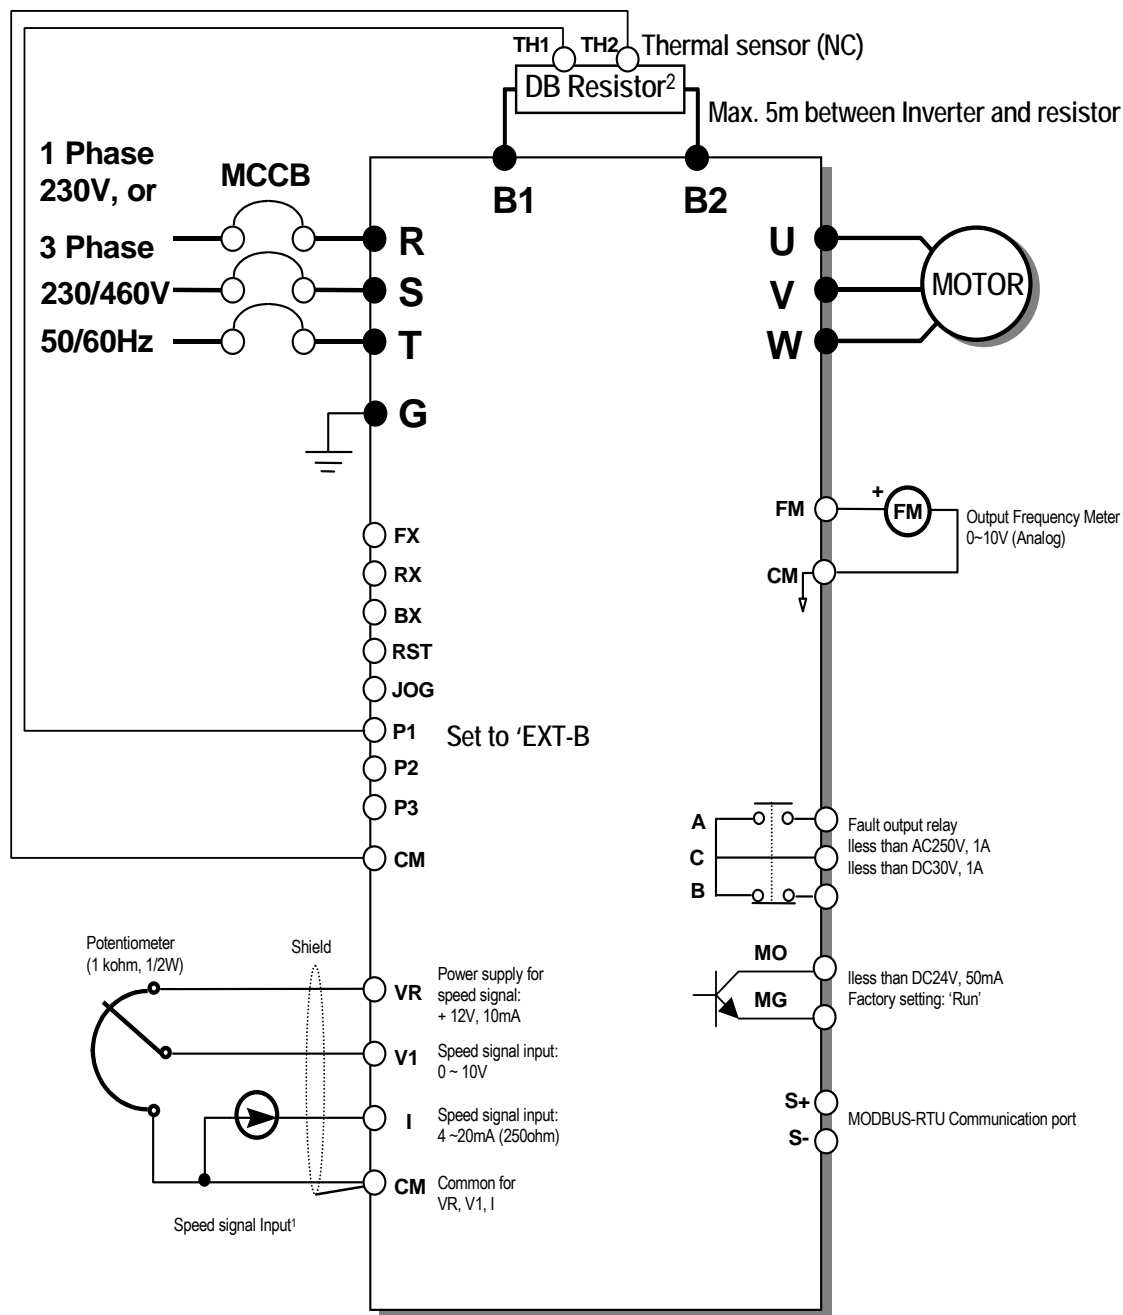 TH1 TH2 Thermal sensor (NC)
DB Resistor2
Max. 5m between Inverter and resistor
1 Phase
230V, or
MCCB
B1 B2
3 Phase
230/460V
50/60Hz
R
S
T
G
U
V
W
MOTOR
FX
RX
BX
RST
JOG
P1 Set to ‘EXT-B
P2
P3
CM
FM + FM
Output Frequency Meter
0~10V (Analog)
CM
A
C
B
Fault output relay
lless than AC250V, 1A
lless than DC30V, 1A
MO
MG
lless than DC24V, 50mA
Factory setting: ‘Run’
S+
S-
MODBUS-RTU Communication port
Potentiometer
(1 kohm, 1/2W)
Shield
VR
Power supply for
speed signal:
+ 12V, 10mA
V1
Speed signal input:
0 ~ 10V
I
Speed signal input:
4 ~20mA (250ohm)
CM
Common for
VR, V1, I
Speed signal Input1